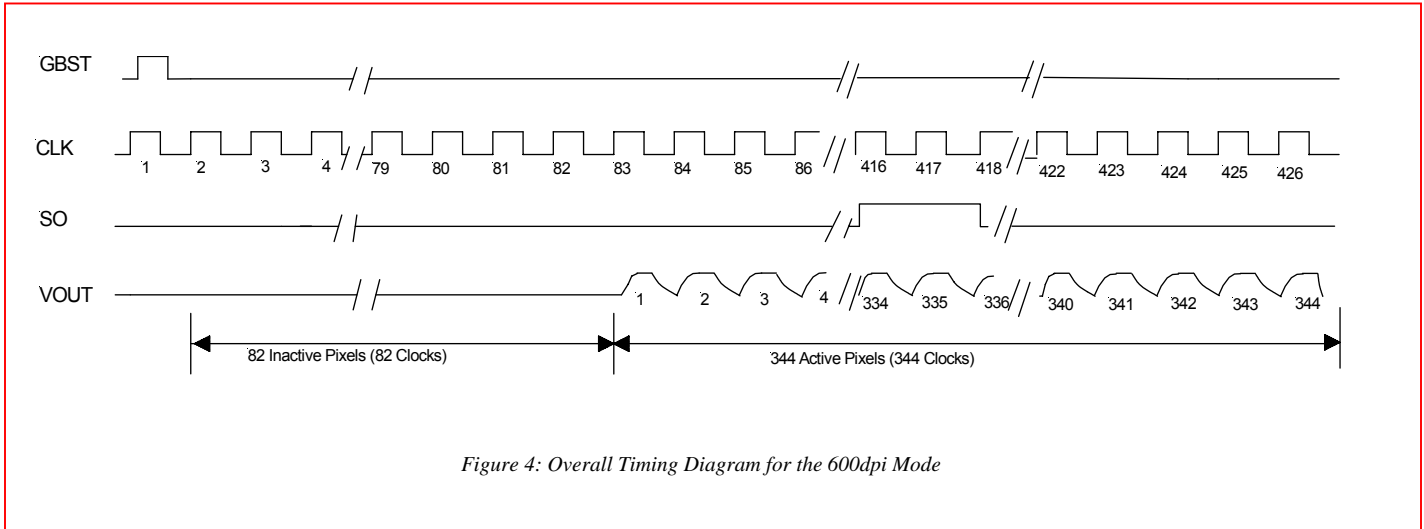 GBST
CLK
1 2 3 4 79 80 81 82 83 84 85 86 416 417 418 422 423 424 425 426
SO
VOUT
1 2 3 4 334 335 336 340 341 342 343 344
82 Inactive Pixels (82 Clocks)
344 Active Pixels (344 Clocks)
Figure 4: Overall Timing Diagram for the 600dpi Mode